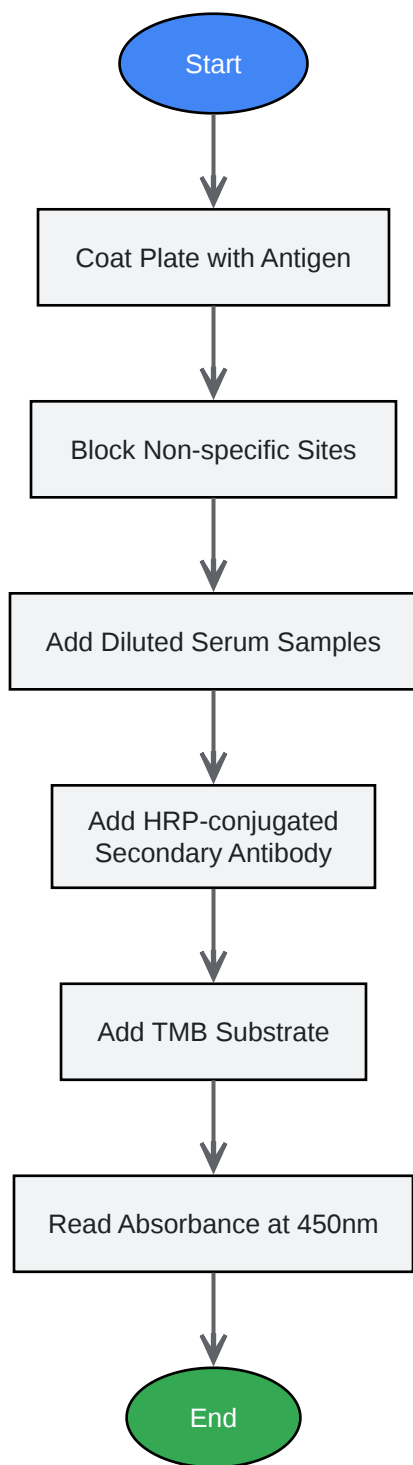 Start
Coat Plate with Antigen
Block Non-specific Sites
Add Diluted Serum Samples
Add HRP-conjugated
Secondary Antibody
Add TMB Substrate
Read Absorbance at 450nm
End